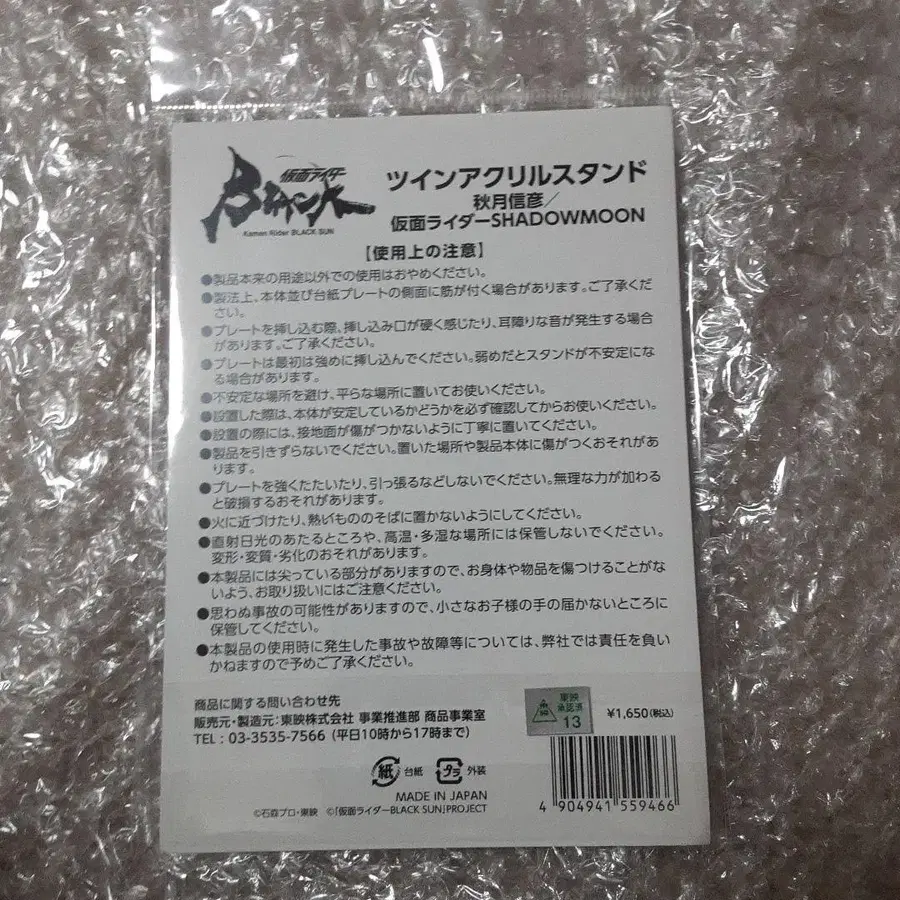 仮面ライダー
BLACK SUN
Kamen Rider BLACK SUN
ツインアクリルスタンド
秋月信彦/
仮面ライダーSHADOWMOON
【使用上の注意】
●製品本来の用途以外での使用はおやめください。
●製法上、本体並び台紙プレートの側面に筋が付く場合があります。ご了承くだ
さい。
●プレートを挿し込む際、挿し込み口が硬く感じたり、耳障りな音が発生する場合
があります。ご了承ください。
●プレートは最初は強めに挿し込んでください。弱めだとスタンドが不安定にな
る場合があります。
●不安定な場所を避け、平らな場所に置いてお使いください。
●設置した際は、本体が安定しているかどうかを必ず確認してからお使いください。
●設置の際には、接地面が傷がつかないように丁寧に置いてください。
●製品を引きずらないでください。置いた場所や製品本体に傷がつくおそれがあ
ります。
●プレートを強くたたいたり、引っ張るなどしないでください。無理な力が加わる
と破損するおそれがあります。
●火に近づけたり、熱いもののそばに置かないようにしてください。
●直射日光のあたるところや、高温・多湿な場所には保管しないでください。
変形・変質・劣化のおそれがあります。
●本製品には尖っている部分がありますので、お身体や物品を傷つけることがな
いよう、お取り扱いにはご注意ください。
●思わぬ事故の可能性がありますので、小さなお子様の手の届かないところに
保管してください。
●本製品の使用時に発生した事故や故障等については、弊社では責任を負い
かねますので予めご了承ください。
商品に関する問い合わせ先
販売元・製造元:東映株式会社 事業推進部 商品事業室
TEL : 03-3535-7566 (平日10時から17時まで)
東映
承認済
13
¥1,650(税込)
紙 台紙 プラ 外装
MADE IN JAPAN
©石森プロ・東映 ©「仮面ライダーBLACK SUN」PROJECT
4 904941 559466